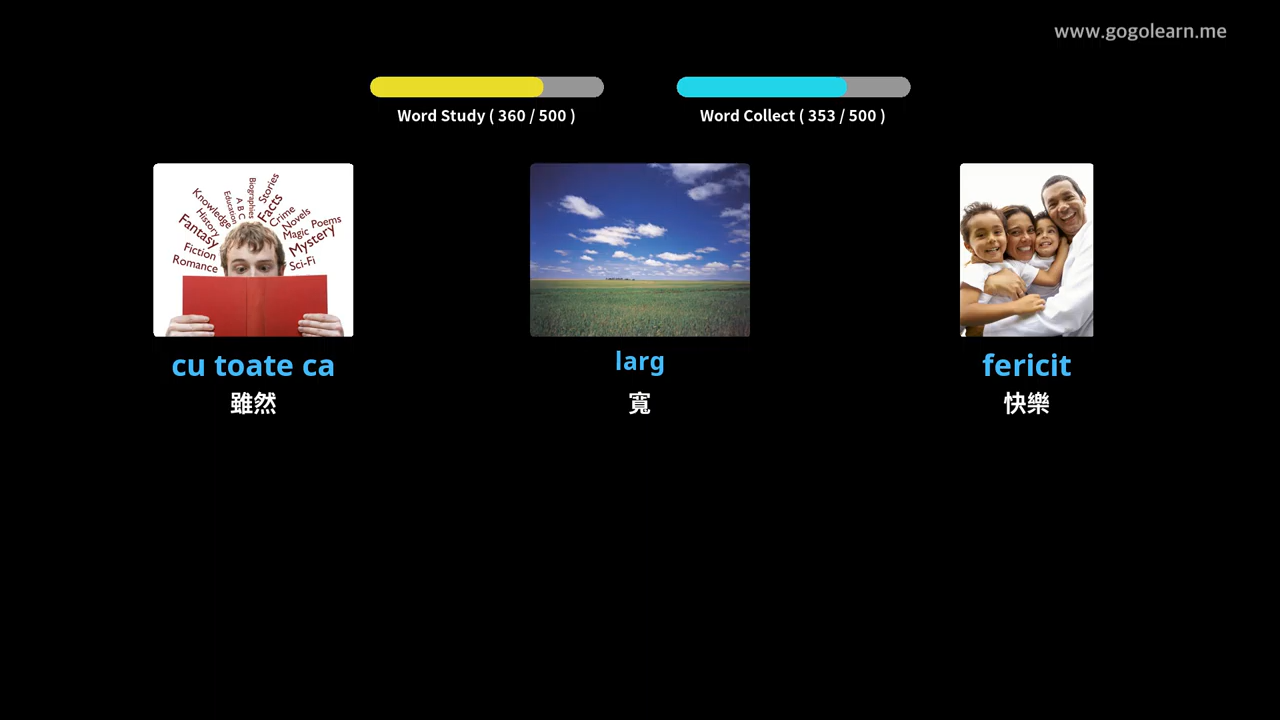 www.gogolearn.me
Word Study ( 360 / 500 )
Word Collect ( 353 / 500 )
Knowledge
History
Fantasy
Fiction
Romance
Education
A B C
Biographies
Stories
Facts
Crime
Novels
Magic
Poems
Mystery
Sci-Fi
cu toate ca
雖然
larg
寬
fericit
快樂